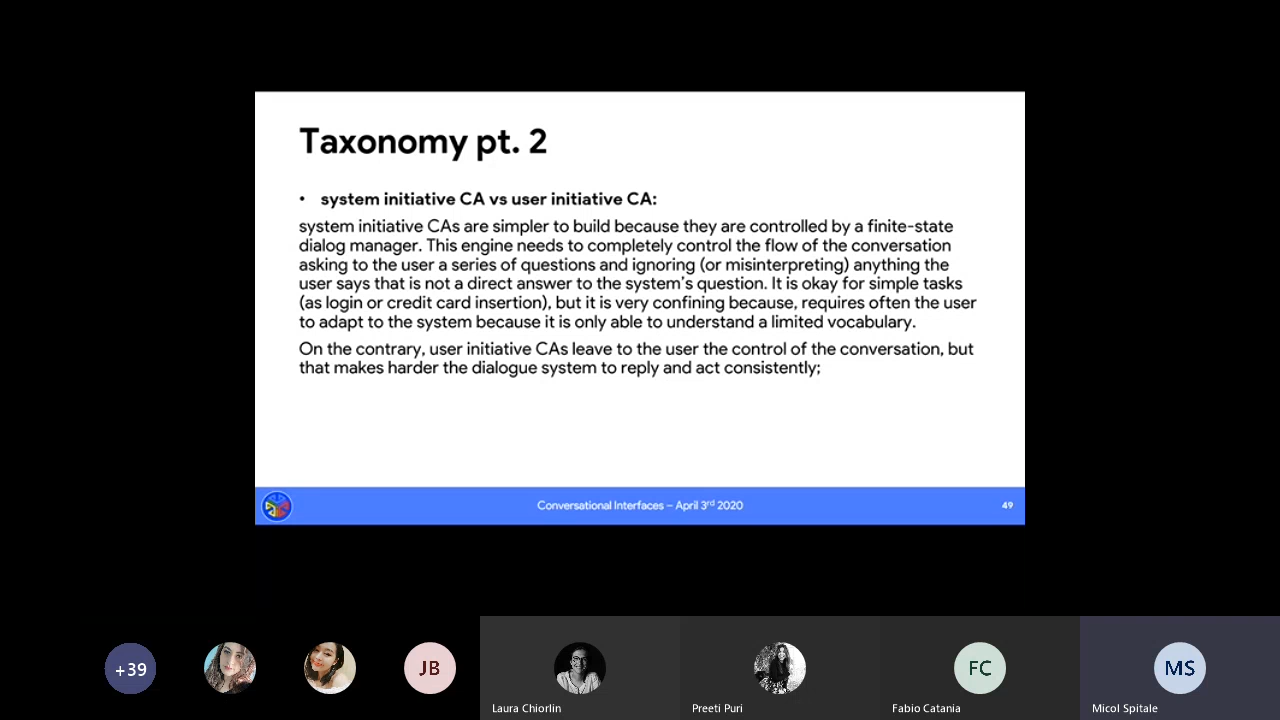 Taxonomy pt. 2
• system initiative CA vs user initiative CA:
system initiative CAs are simpler to build because they are controlled by a finite-state
dialog manager. This engine needs to completely control the flow of the conversation
asking to the user a series of questions and ignoring (or misinterpreting) anything the
user says that is not a direct answer to the system's question. It is okay for simple tasks
(as login or credit card insertion), but it is very confining because, requires often the user
to adapt to the system because it is only able to understand a limited vocabulary.
On the contrary, user initiative CAs leave to the user the control of the conversation, but
that makes harder the dialogue system to reply and act consistently;
Conversational Interfaces – April 3rd 2020
49
+39
JB
FC
MS
Laura Chiorlin
Preeti Puri
Fabio Catania
Micol Spitale